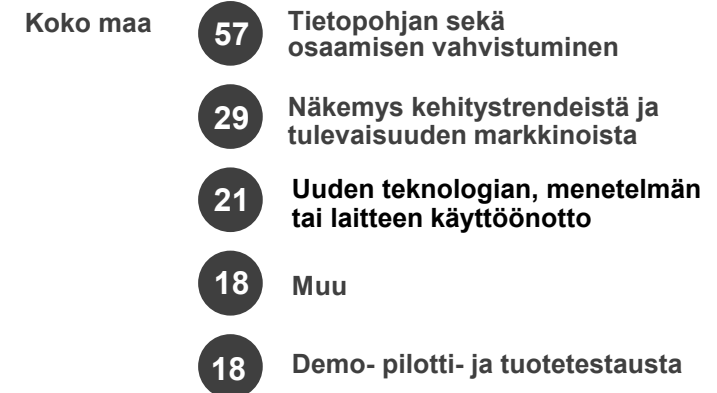 Koko maa
57
Tietopohjan sekä
osaamisen vahvistuminen
29
Näkemys kehitystrendeistä ja
tulevaisuuden markkinoista
21
Uuden teknologian, menetelmän
tai laitteen käyttöönotto
18
Muu
18
Demo- pilotti- ja tuotetestausta